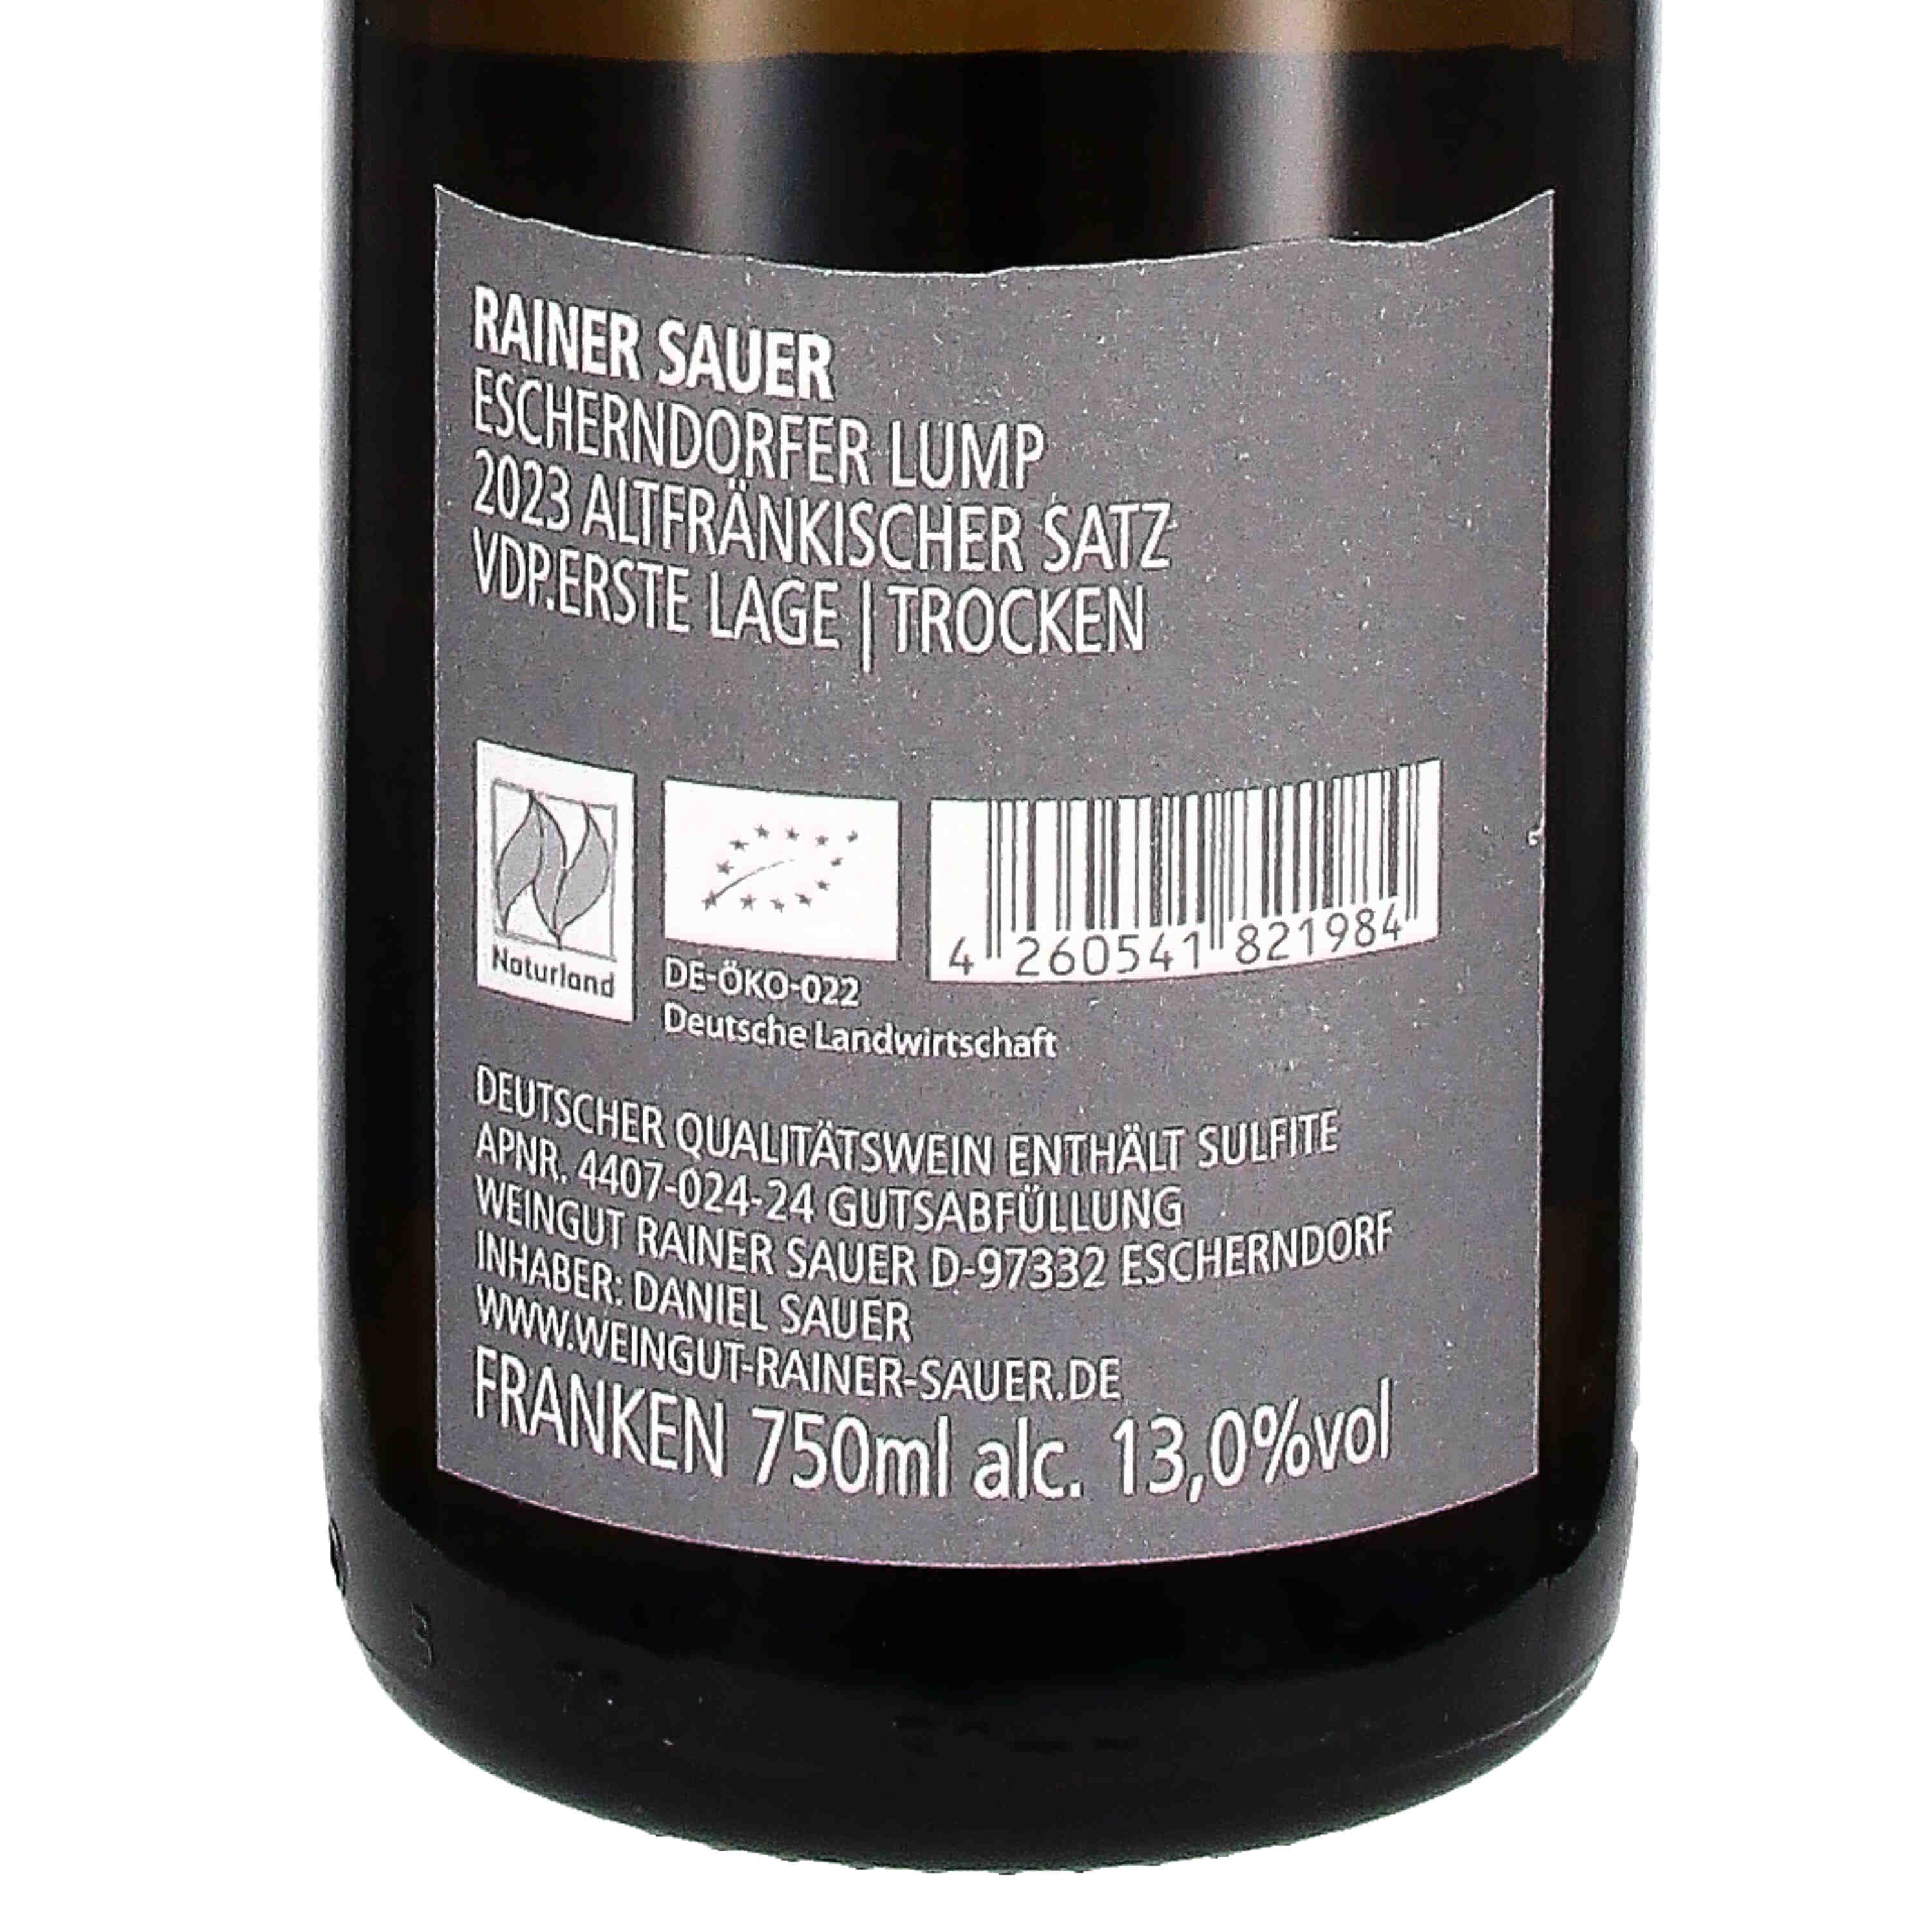 RAINER SAUER
ESCHERNDORFER LUMP
2023 ALTFRÄNKISCHER SATZ
VDP.ERSTE LAGE | TROCKEN
Naturland
DE-ÖKO-022
Deutsche Landwirtschaft
4 260541 821984
DEUTSCHER QUALITÄTSWEIN ENTHÄLT SULFITE
APNR. 4407-024-24 GUTSABFÜLLUNG
WEINGUT RAINER SAUER D-97332 ESCHERNDORF
INHABER: DANIEL SAUER
WWW.WEINGUT-RAINER-SAUER.DE
FRANKEN 750ml alc. 13,0%vol